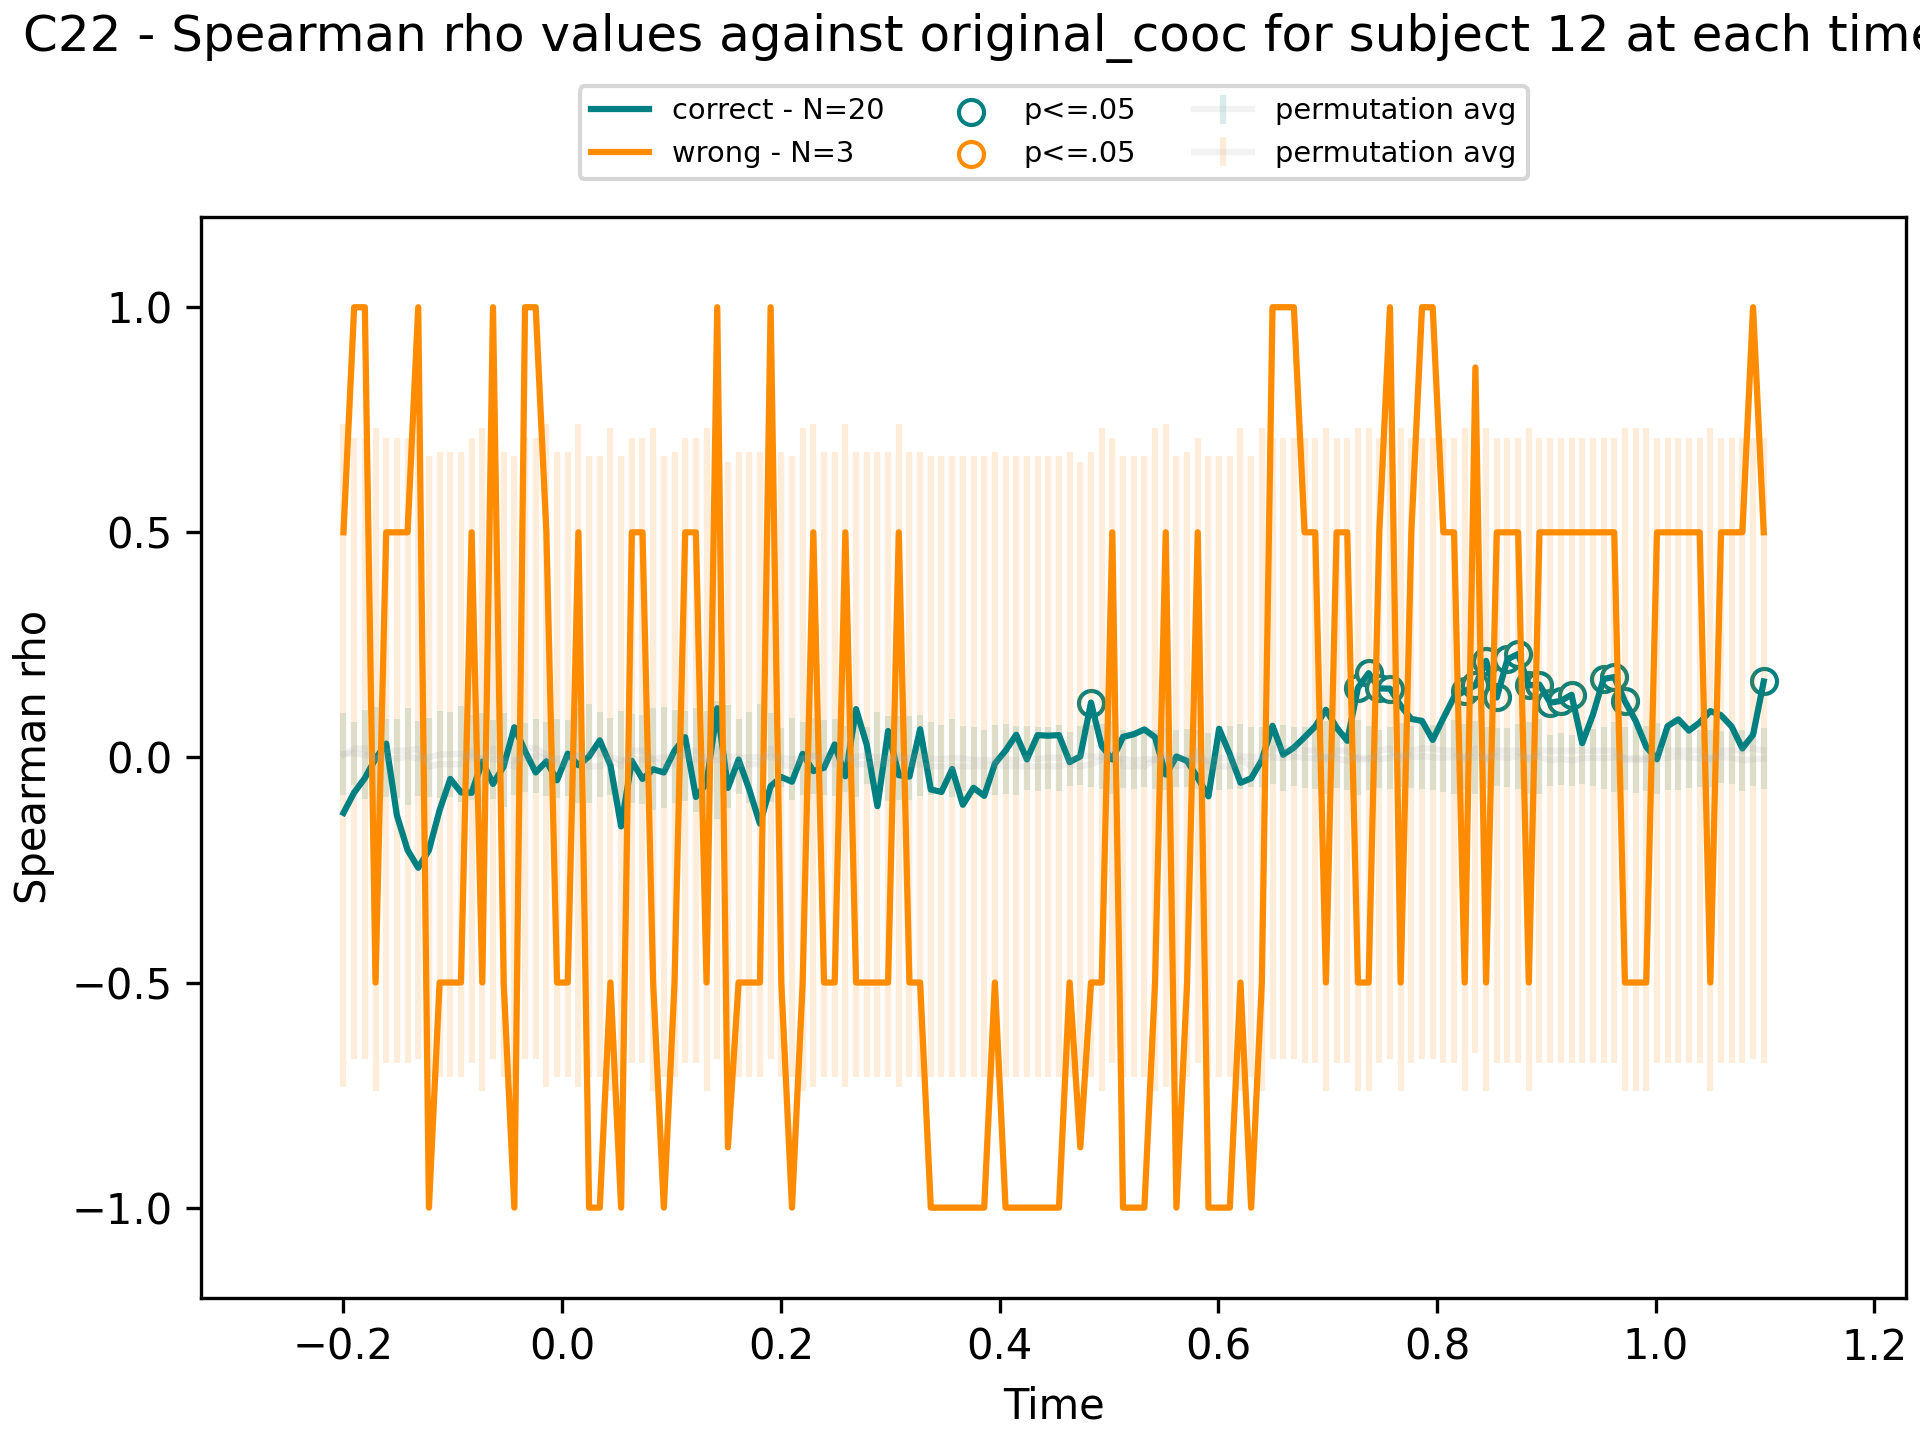 C22 - Spearman rho values against original_cooc for subject 12 at each time
correct - N=20
wrong - N=3
p<=.05
p<=.05
permutation avg
permutation avg
1.0
0.5
0.0
−0.5
−1.0
Spearman rho
−0.2 0.0 0.2 0.4 0.6 0.8 1.0 1.2
Time